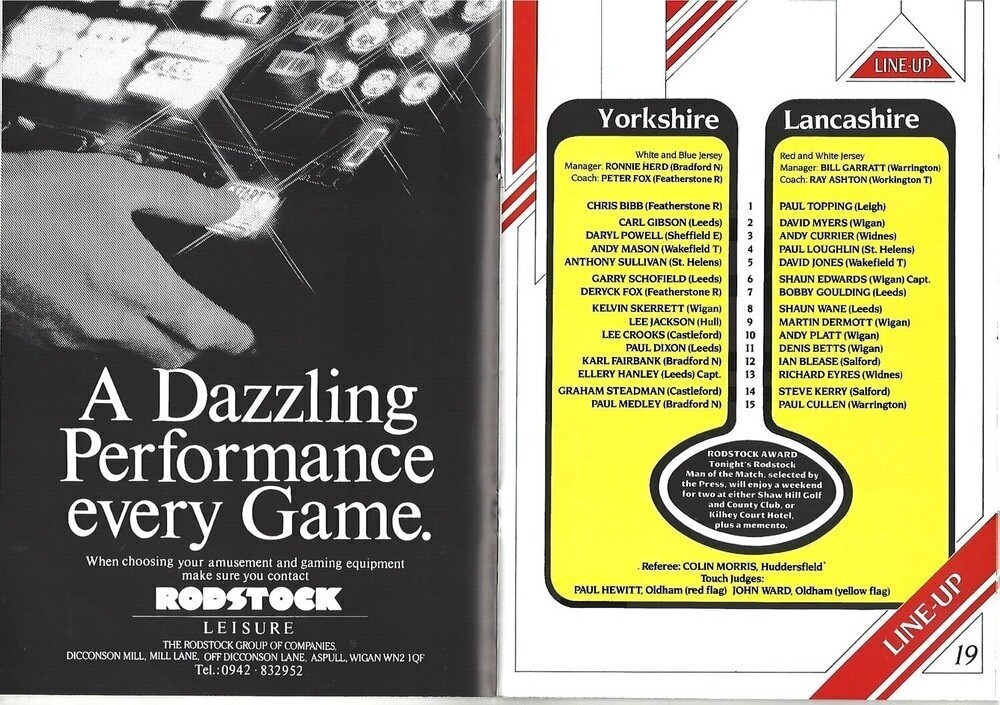 START
A Dazzling
Performance
every Game.
When choosing your amusement and gaming equipment
make sure you contact
RODSTOCK
LEISURE
THE RODSTOCK GROUP OF COMPANIES,
DICCONSON MILL, MILL LANE, OFF DICCONSON LANE, ASPULL, WIGAN WN2 1QF
Tel.: 0942 · 832952
LINE-UP
Yorkshire Lancashire
White and Blue Jersey Red and White Jersey
Manager: RONNIE HERD (Bradford N) Manager: BILL GARRATT (Warrington)
Coach: PETER FOX (Featherstone R) Coach: RAY ASHTON (Workington T)
CHRIS BIBB (Featherstone R) 1 PAUL TOPPING (Leigh)
CARL GIBSON (Leeds) 2 DAVID MYERS (Wigan)
DARYL POWELL (Sheffield E) 3 ANDY CURRIER (Widnes)
ANDY MASON (Wakefield T) 4 PAUL LOUGHLIN (St. Helens)
ANTHONY SULLIVAN (St. Helens) 5 DAVID JONES (Wakefield T)
GARRY SCHOFIELD (Leeds) 6 SHAUN EDWARDS (Wigan) Capt.
DERYCK FOX (Featherstone R) 7 BOBBY GOULDING (Leeds)
KELVIN SKERRETT (Wigan) 8 SHAUN WANE (Leeds)
LEE JACKSON (Hull) 9 MARTIN DERMOTT (Wigan)
LEE CROOKS (Castleford) 10 ANDY PLATT (Wigan)
PAUL DIXON (Leeds) 11 DENIS BETTS (Wigan)
KARL FAIRBANK (Bradford N) 12 IAN BLEASE (Salford)
ELLERY HANLEY (Leeds) Capt. 13 RICHARD EYRES (Widnes)
GRAHAM STEADMAN (Castleford) 14 STEVE KERRY (Salford)
PAUL MEDLEY (Bradford N) 15 PAUL CULLEN (Warrington)
RODSTOCK AWARD
Tonight's Rodstock
Man of the Match, selected by
the Press, will enjoy a weekend
for two at either Shaw Hill Golf
and County Club, or
Kilhey Court Hotel,
plus a memento.
Referee: COLIN MORRIS, Huddersfield
Touch Judges:
PAUL HEWITT, Oldham (red flag) JOHN WARD, Oldham (yellow flag)
LINE-UP
19